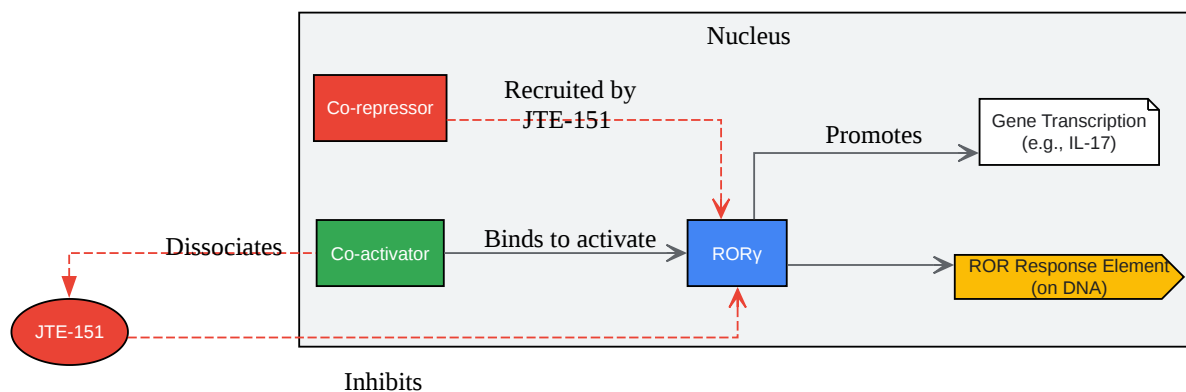 Nucleus
Co-repressor
Recruited by
JTE-151
Promotes
Gene Transcription
(e.g., IL-17)
Dissociates
Co-activator
Binds to activate
RORγ
ROR Response Element
(on DNA)
JTE-151
Inhibits